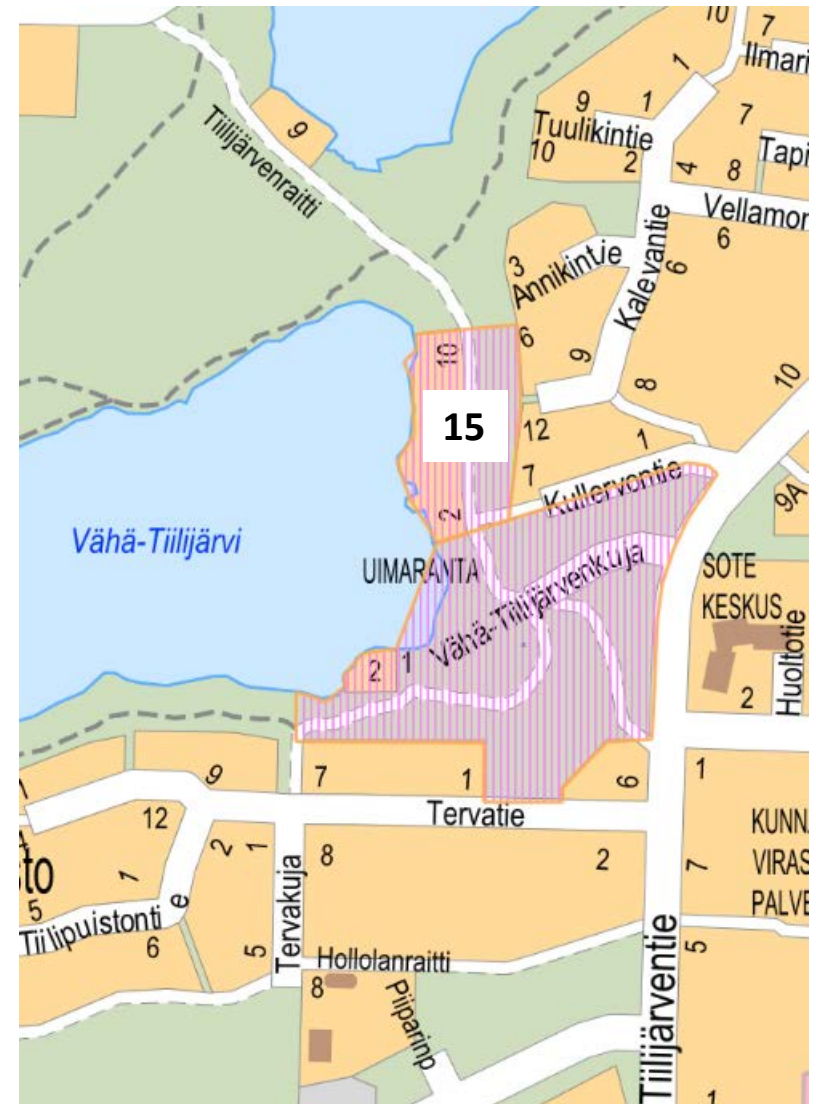 10
7
Ilmari
1
9
1
Tuulikintie
10
2
7
Tapi
4
8
Vellamon
6
9
Tiilijärvenraitti
3
Annikintie
Kalevantie
6
6
9
8
10
10
15
12
1
7
Kullervontie
2
9A
Vähä-Tiilijärvi
UIMARANTA
Vähä-Tiilijärvenkuja
SOTE
KESKUS
Huoltotie
2
1
2
7
1
6
1
9
Tervatie
12
2
1
8
2
7
KUNN
VIRAS
PALVE
to
1
5
Tiilipuistontie
6
5
Tervakuja
Hollolanraitti
8
Piiparinp
Tiilijärventie
5
1